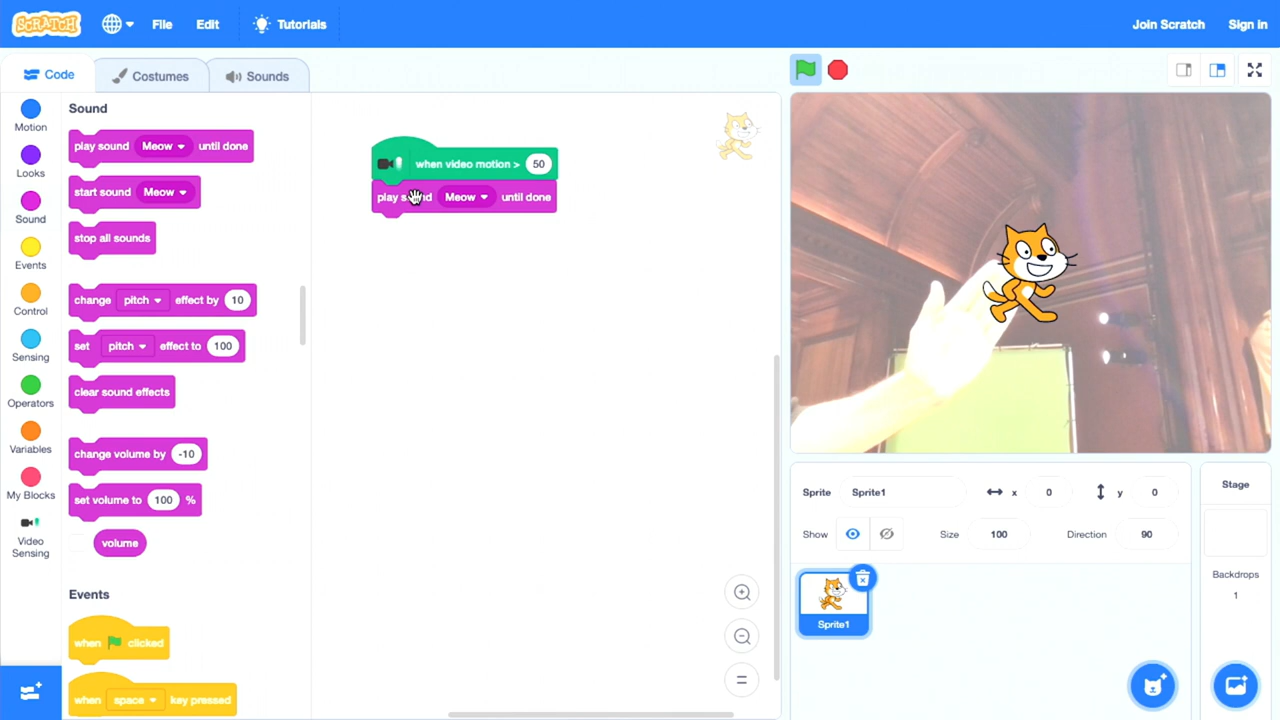 SCRATCH File Edit Tutorials Join Scratch Sign in
Code Costumes Sounds
Motion
Looks
Sound
Events
Control
Sensing
Operators
Variables
My Blocks
Video
Sensing
Sound
play sound Meow until done
start sound Meow
stop all sounds
change pitch effect by 10
set pitch effect to 100
clear sound effects
change volume by -10
set volume to 100 %
volume
Events
when clicked
when space key pressed
when video motion > 50
play sound Meow until done
Sprite Sprite1 x 0 y 0
Show Size 100 Direction 90
Sprite1
Stage
Backdrops
1